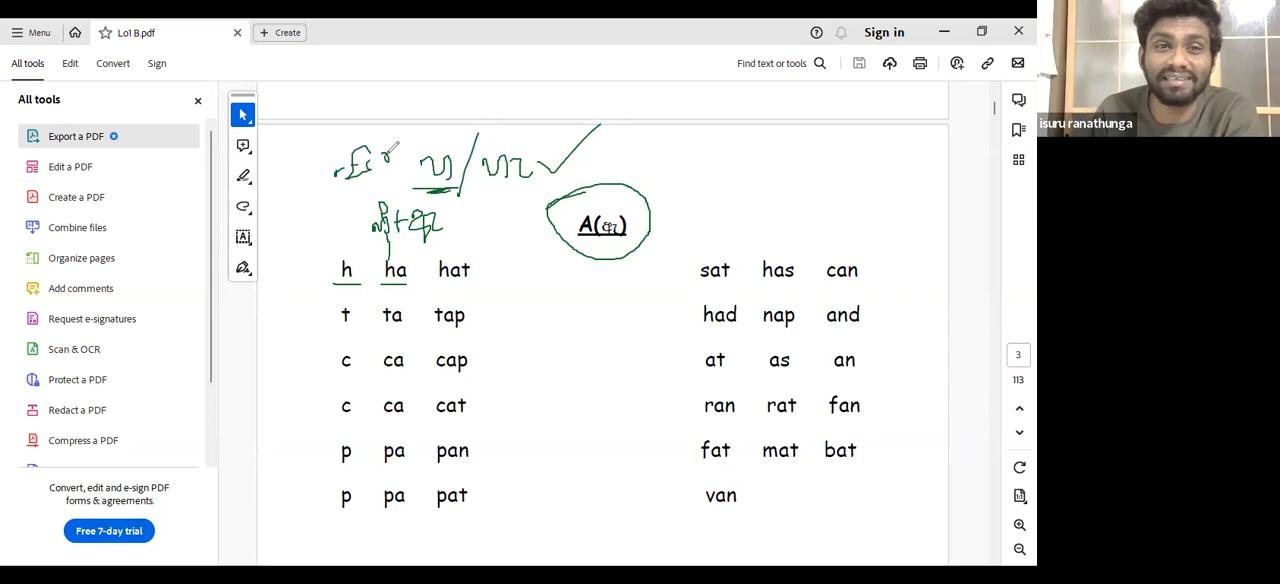 Menu
Lo1 B.pdf
Create
Sign in
All tools Edit Convert Sign
Find text or tools
All tools
Export a PDF
Edit a PDF
Create a PDF
Combine files
Organize pages
Add comments
Request e-signatures
Scan & OCR
Protect a PDF
Redact a PDF
Compress a PDF
Convert, edit and e-sign PDF
forms & agreements.
Free 7-day trial
A(ඇ)
h ha hat
t ta tap
c ca cap
c ca cat
p pa pan
p pa pat
sat has can
had nap and
at as an
ran rat fan
fat mat bat
van
3
113
isuru ranathunga